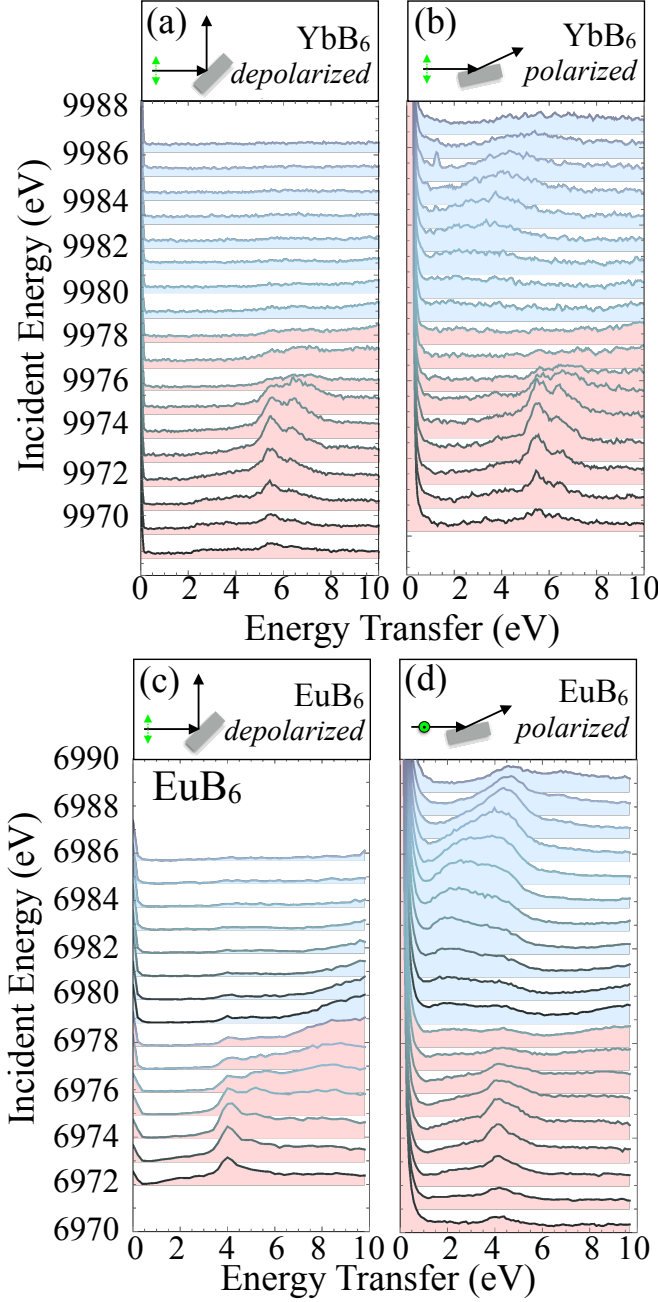 (a)
YbB6
depolarized
(b)
YbB6
polarized
Incident Energy (eV)
9988
9986
9984
9982
9980
9978
9976
9974
9972
9970
0 2 4 6 8 10
0 2 4 6 8 10
Energy Transfer (eV)
(c)
EuB6
depolarized
(d)
EuB6
polarized
EuB6
Incident Energy (eV)
6990
6988
6986
6984
6982
6980
6978
6976
6974
6972
6970
0 2 4 6 8 10
0 2 4 6 8 10
Energy Transfer (eV)